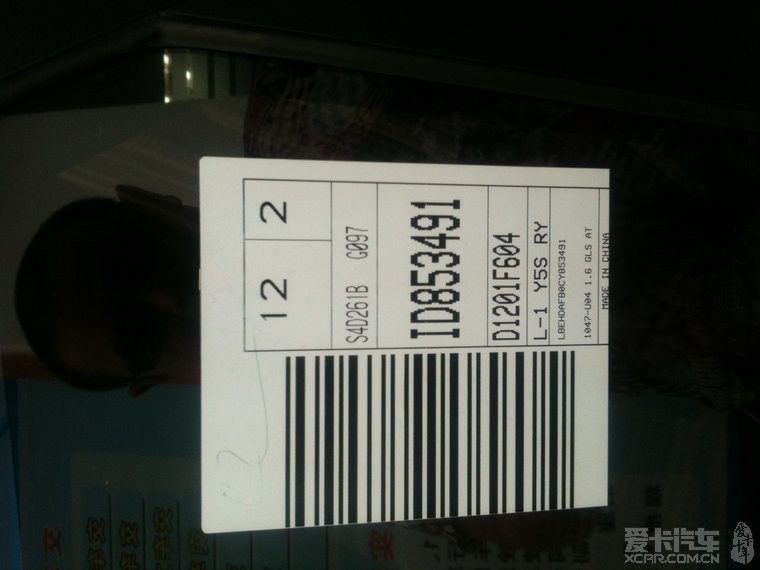 12 2
S4D261B G097
ID853491
D1201F604
L-1 Y5S RY
LBEHDAFB0CY853491
1047-U04 1.6 GLS AT
MADE IN CHINA
12
爱卡汽车
XCAR.COM.CN